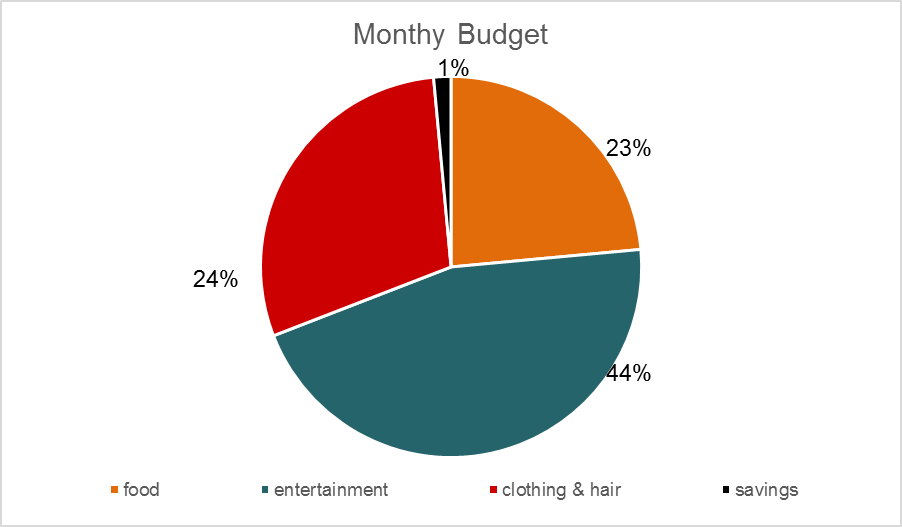 Monthy Budget
1%
23%
24%
44%
food entertainment clothing & hair savings